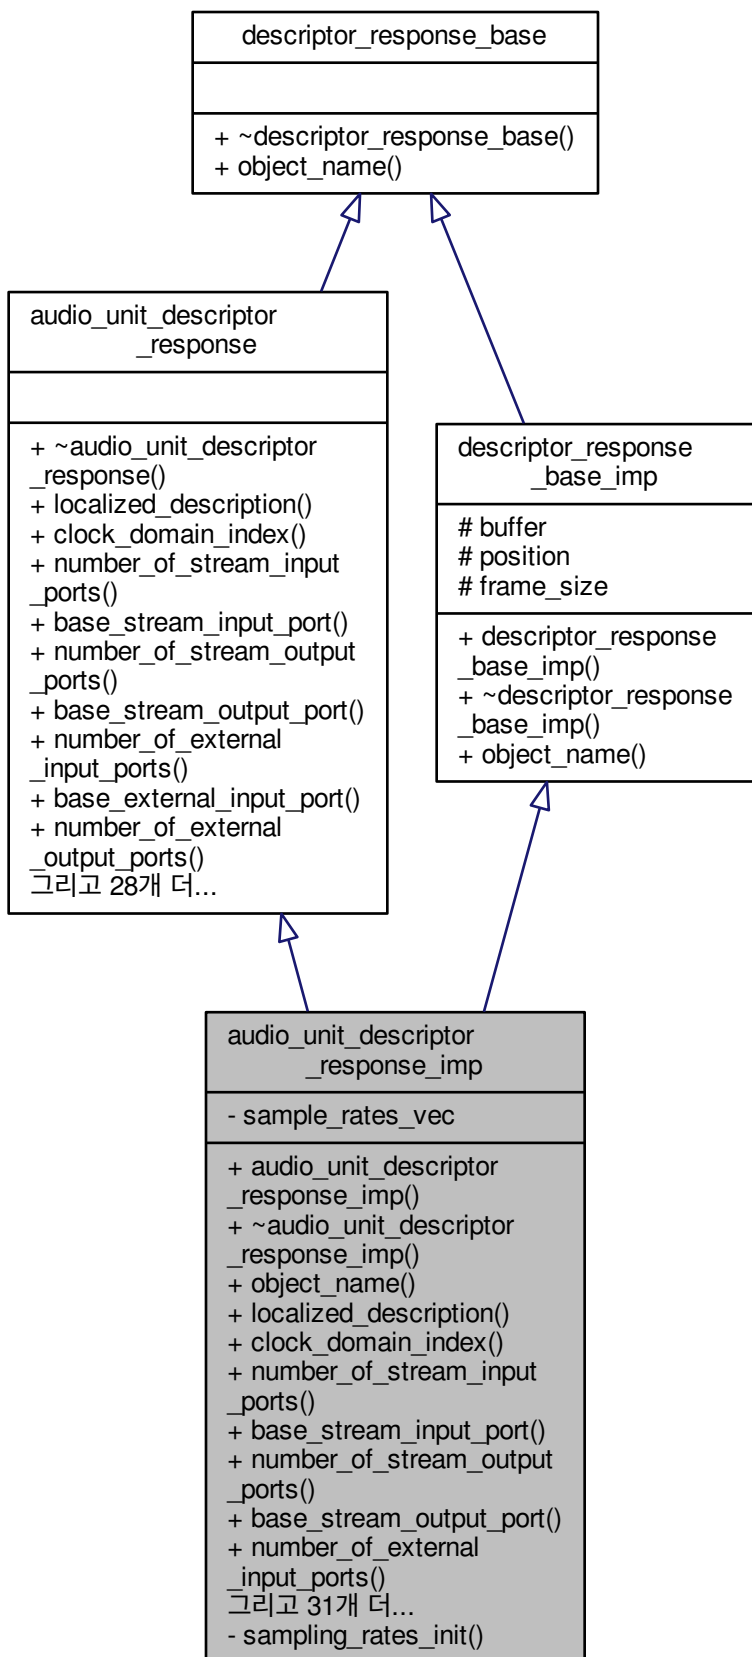 descriptor_response_base
+ ~descriptor_response_base()
+ object_name()
audio_unit_descriptor
_response
+ ~audio_unit_descriptor
_response()
+ localized_description()
+ clock_domain_index()
+ number_of_stream_input
_ports()
+ base_stream_input_port()
+ number_of_stream_output
_ports()
+ base_stream_output_port()
+ number_of_external
_input_ports()
+ base_external_input_port()
+ number_of_external
_output_ports()
그리고 28개 더...
descriptor_response
_base_imp
# buffer
# position
# frame_size
+ descriptor_response
_base_imp()
+ ~descriptor_response
_base_imp()
+ object_name()
audio_unit_descriptor
_response_imp
- sample_rates_vec
+ audio_unit_descriptor
_response_imp()
+ ~audio_unit_descriptor
_response_imp()
+ object_name()
+ localized_description()
+ clock_domain_index()
+ number_of_stream_input
_ports()
+ base_stream_input_port()
+ number_of_stream_output
_ports()
+ base_stream_output_port()
+ number_of_external
_input_ports()
그리고 31개 더...
- sampling_rates_init()